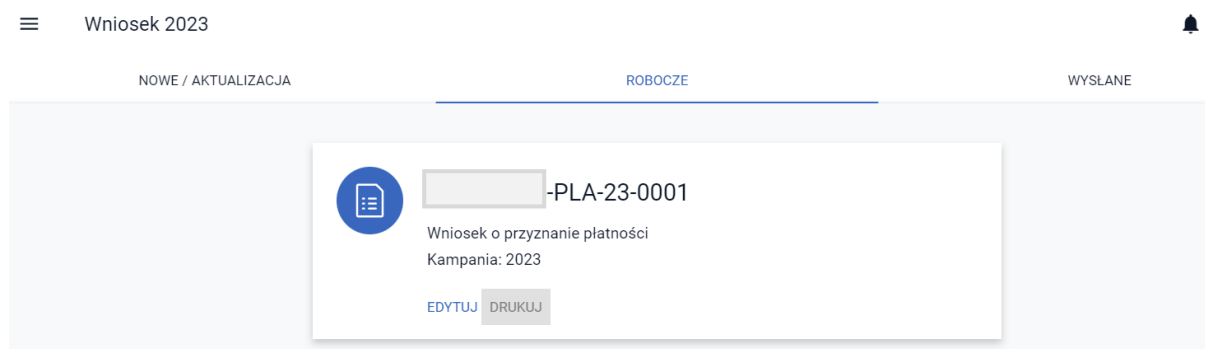 Wniosek 2023
NOWE / AKTUALIZACJA ROBOCZE WYSŁANE
-PLA-23-0001
Wniosek o przyznanie płatności
Kampania: 2023
EDYTUJ DRUKUJ